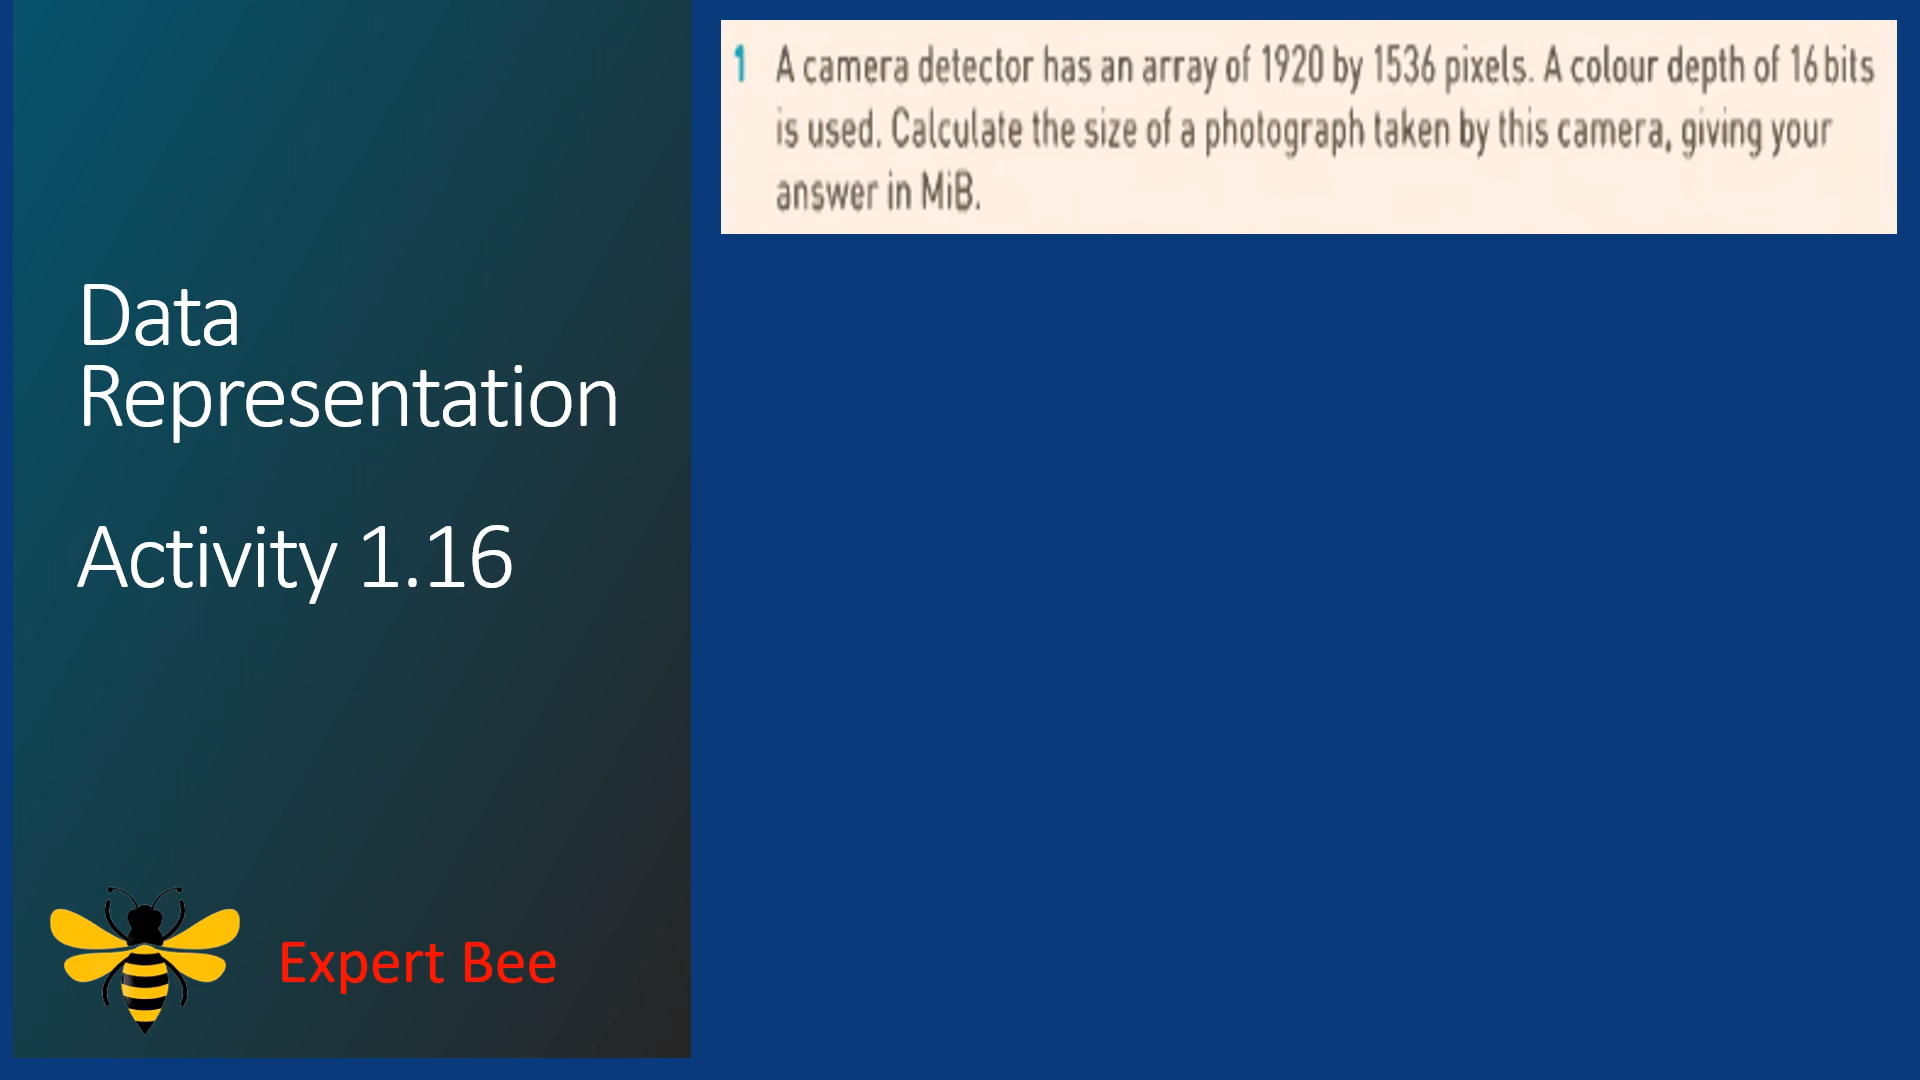 Data
Representation
Activity 1.16
Expert Bee
1 A camera detector has an array of 1920 by 1536 pixels. A colour depth of 16 bits
is used. Calculate the size of a photograph taken by this camera, giving your
answer in MiB.